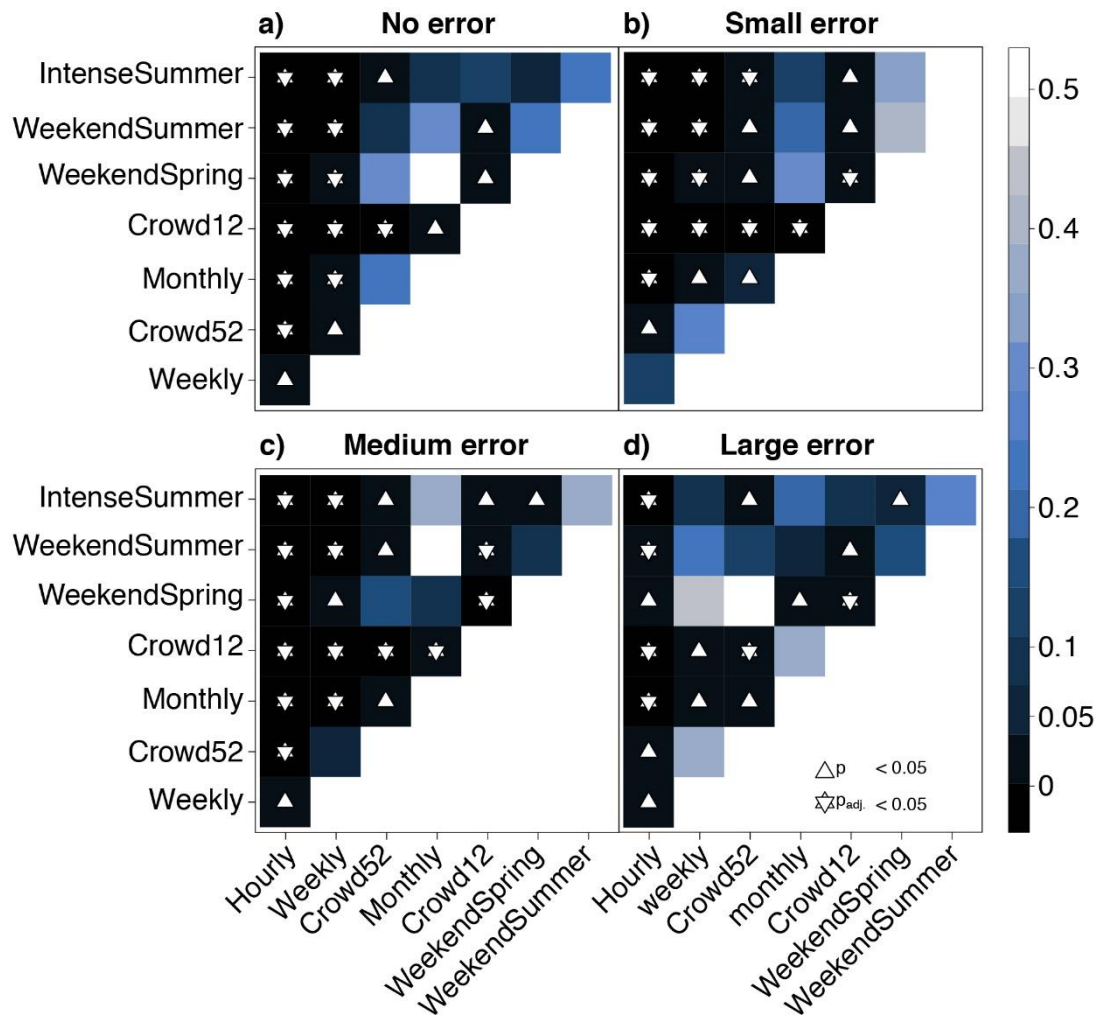 a) No error
b) Small error
IntenseSummer
WeekendSummer
WeekendSpring
Crowd12
Monthly
Crowd52
Weekly
0.5
0.4
0.3
0.2
0.1
0.05
0
c) Medium error
d) Large error
IntenseSummer
WeekendSummer
WeekendSpring
Crowd12
Monthly
Crowd52
Weekly
p < 0.05
padj. < 0.05
Hourly
Weekly
Crowd52
Monthly
Crowd12
WeekendSpring
WeekendSummer
Hourly
weekly
Crowd52
monthly
Crowd12
WeekendSpring
WeekendSummer